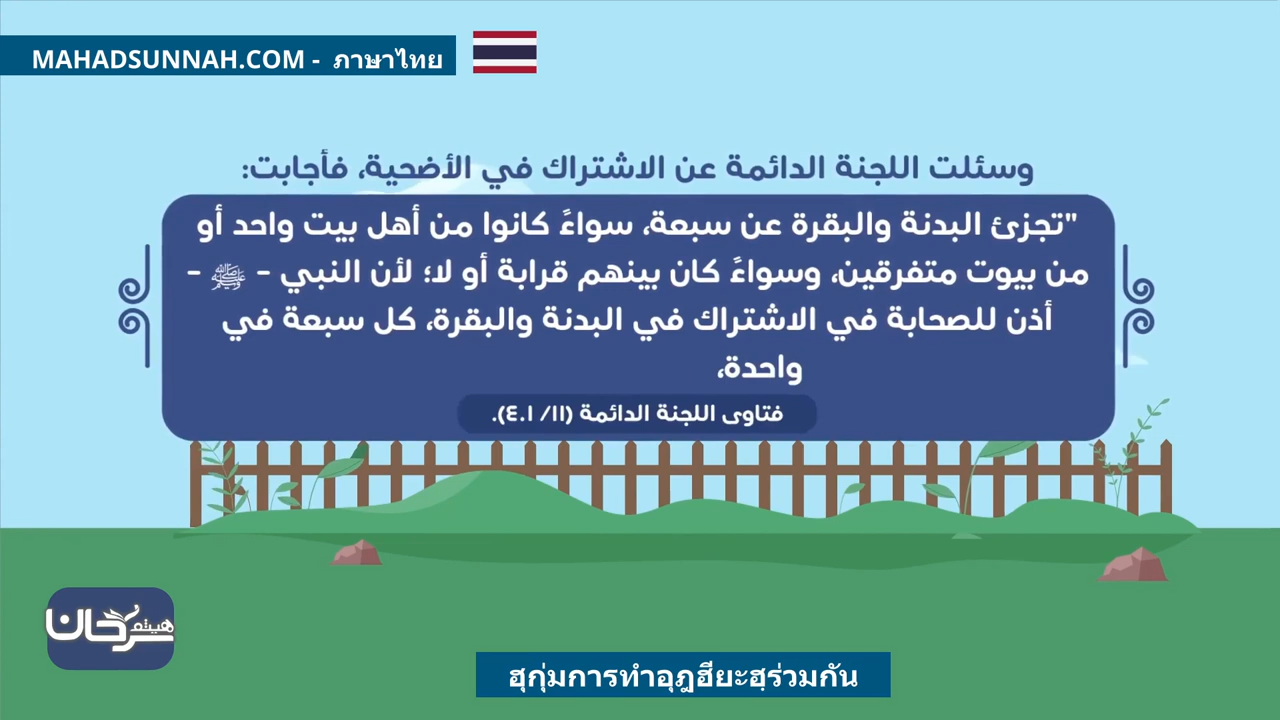 MAHADSUNNAH.COM - ภาษาไทย
وسئلت اللجنة الدائمة عن الاشتراك في الأضحية، فأجابت:
"تجزئ البدنة والبقرة عن سبعة، سواءً كانوا من أهل بيت واحد أو
من بيوت متفرقين، وسواءً كان بينهم قرابة أو لا؛ لأن النبي - ﷺ -
أذن للصحابة في الاشتراك في البدنة والبقرة، كل سبعة في
واحدة،
فتاوى اللجنة الدائمة (١١/ ٤٠١).
هيثم
سرحان
ฮุกุ่มการทำอุฎฮียะฮฺร่วมกัน